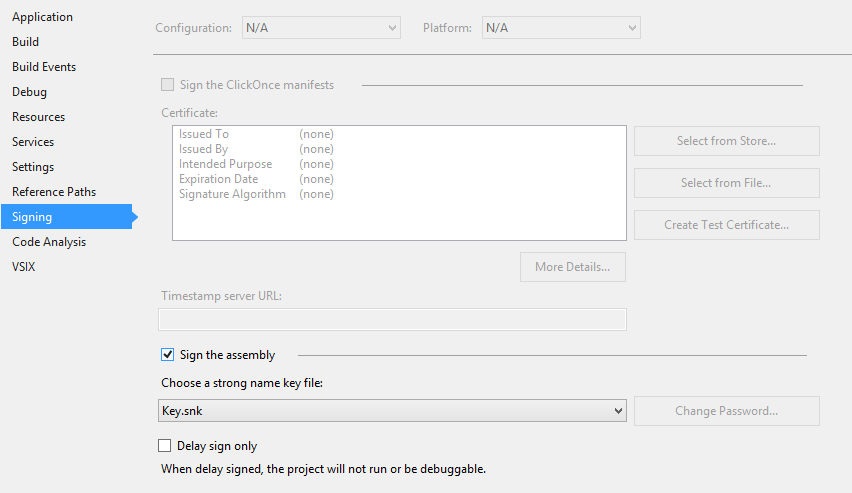 Application
Build
Build Events
Debug
Resources
Services
Settings
Reference Paths
Signing
Code Analysis
VSIX
Configuration: N/A Platform: N/A
Sign the ClickOnce manifests
Certificate:
Issued To (none)
Issued By (none)
Intended Purpose (none)
Expiration Date (none)
Signature Algorithm (none)
Select from Store...
Select from File...
Create Test Certificate...
More Details...
Timestamp server URL:
Sign the assembly
Choose a strong name key file:
Key.snk
Change Password...
Delay sign only
When delay signed, the project will not run or be debuggable.